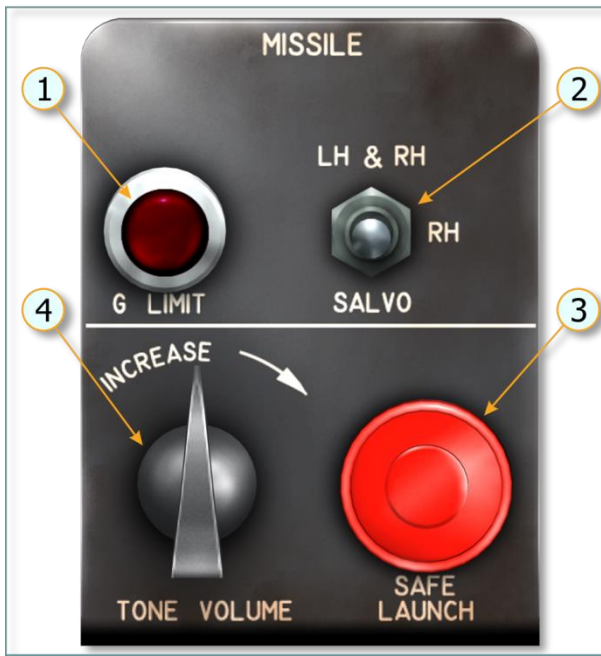 MISSILE
1
2
LH & RH
RH
G LIMIT
SALVO
4
3
INCREASE
TONE VOLUME
SAFE
LAUNCH